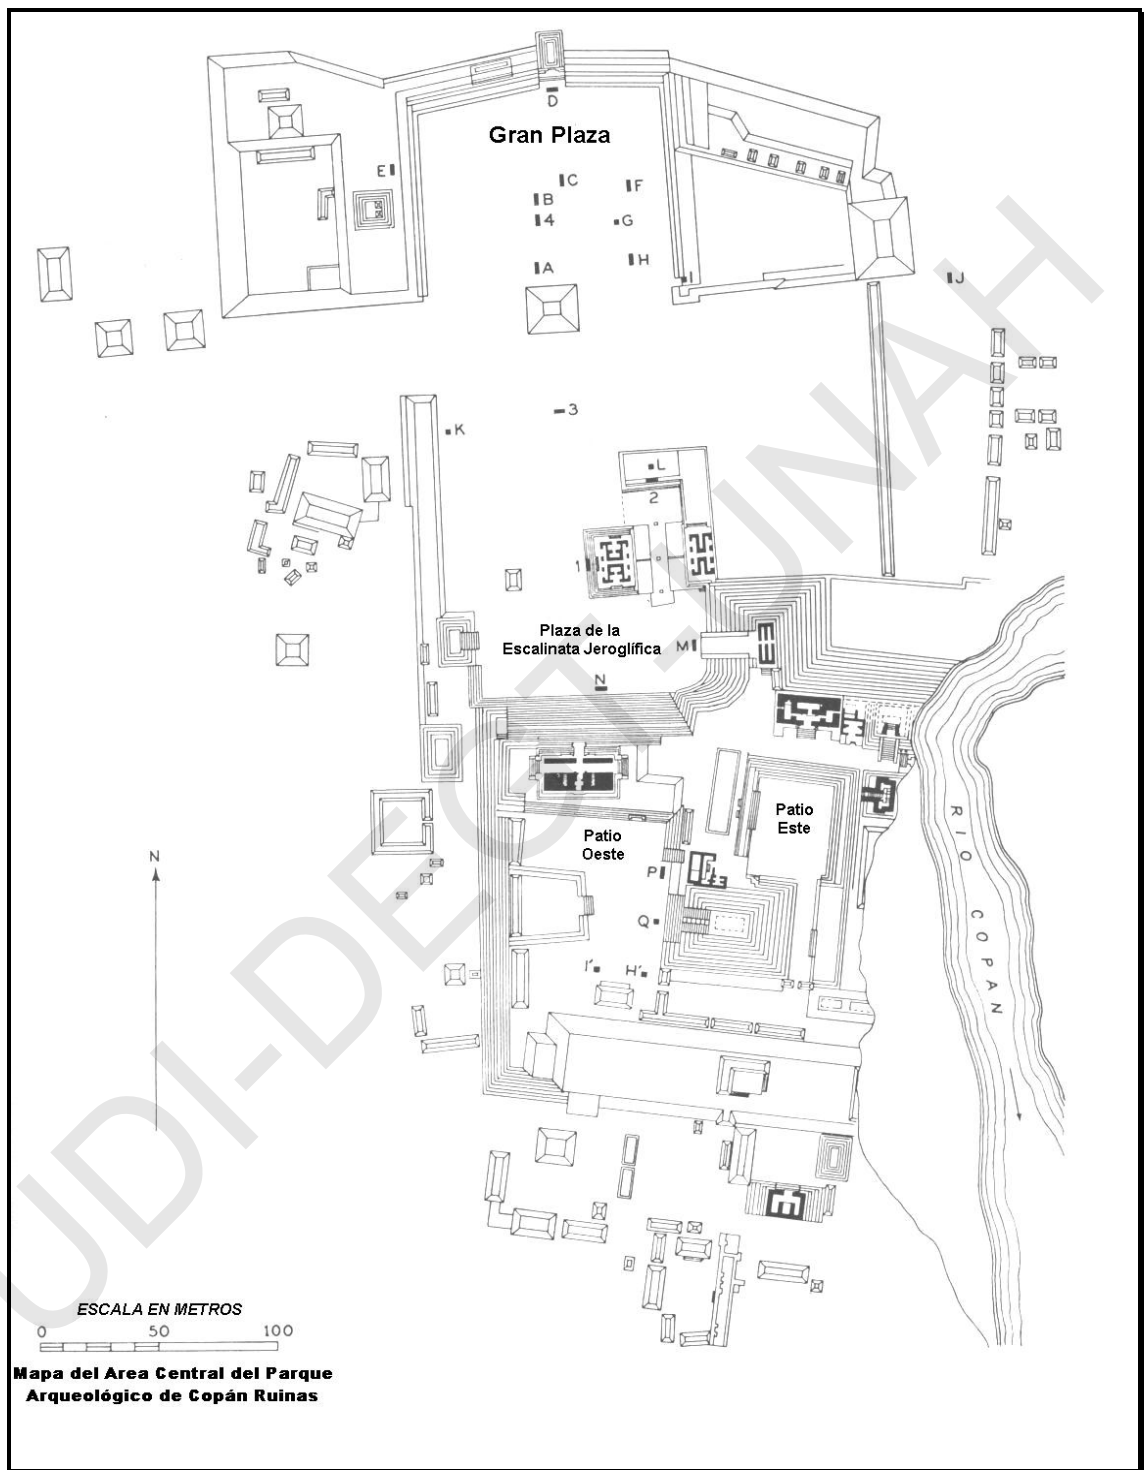 D
Gran Plaza
E
C
F
B
4
G
H
A
I
J
3
K
L
2
1
Plaza de la
Escalinata Jeroglífica
M
N
Patio
Este
Patio
Oeste
RIO COPAN
N
P
Q
I'
H'
ESCALA EN METROS
0 50 100
Mapa del Area Central del Parque
Arqueológico de Copán Ruinas
UDI-DEGT-UNAH